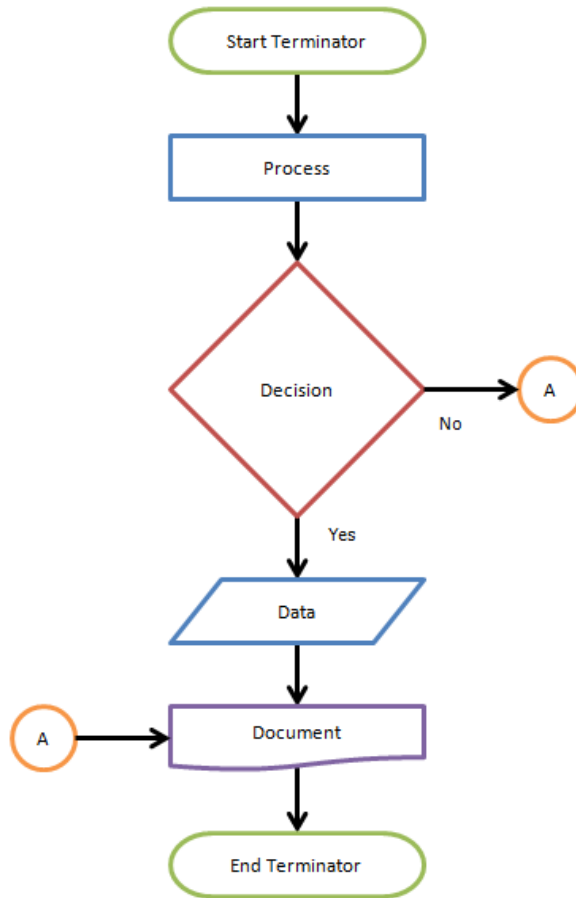 Start Terminator
Process
Decision
A
No
Yes
Data
A
Document
End Terminator